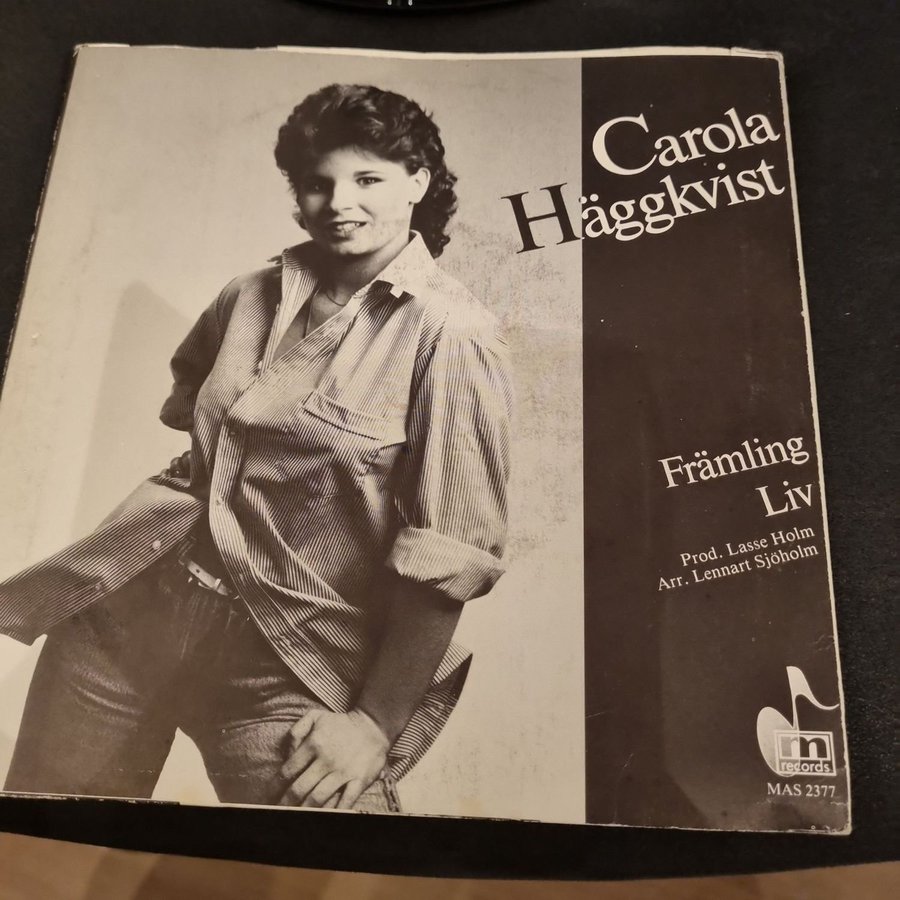 Carola
Häggkvist
Främling
Liv
Prod. Lasse Holm
Arr. Lennart Sjöholm
m
records
MAS 2377